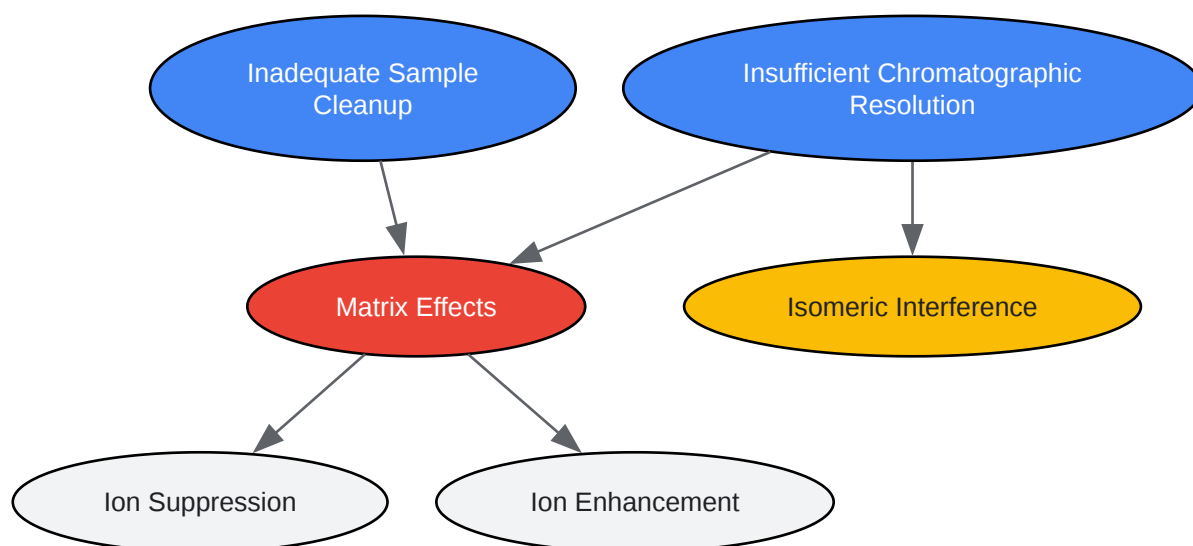 Inadequate Sample
Cleanup
Insufficient Chromatographic
Resolution
Matrix Effects
Isomeric Interference
Ion Suppression
Ion Enhancement